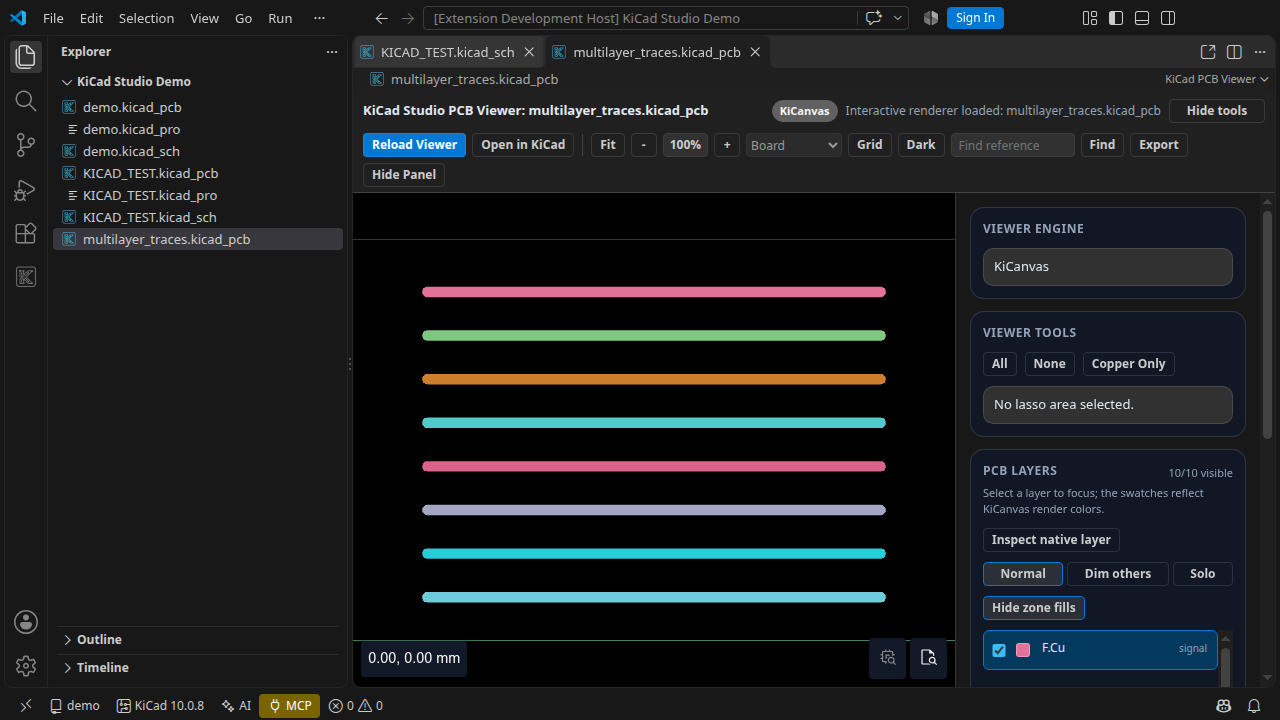 File Edit Selection View Go Run ···
[Extension Development Host] KiCad Studio Demo
Sign In
Explorer
KiCad Studio Demo
demo.kicad_pcb
demo.kicad_pro
demo.kicad_sch
KICAD_TEST.kicad_pcb
KICAD_TEST.kicad_pro
KICAD_TEST.kicad_sch
multilayer_traces.kicad_pcb
Outline
Timeline
KICAD_TEST.kicad_sch multilayer_traces.kicad_pcb
multilayer_traces.kicad_pcb KiCad PCB Viewer
KiCad Studio PCB Viewer: multilayer_traces.kicad_pcb KiCanvas Interactive renderer loaded: multilayer_traces.kicad_pcb Hide tools
Reload Viewer Open in KiCad Fit - 100% + Board Grid Dark Find reference Find Export
Hide Panel
0.00, 0.00 mm
VIEWER ENGINE
KiCanvas
VIEWER TOOLS
All None Copper Only
No lasso area selected.
PCB LAYERS 10/10 visible
Select a layer to focus; the swatches reflect
KiCanvas render colors.
Inspect native layer
Normal Dim others Solo
Hide zone fills
F.Cu signal
demo KiCad 10.0.8 AI MCP 0 0